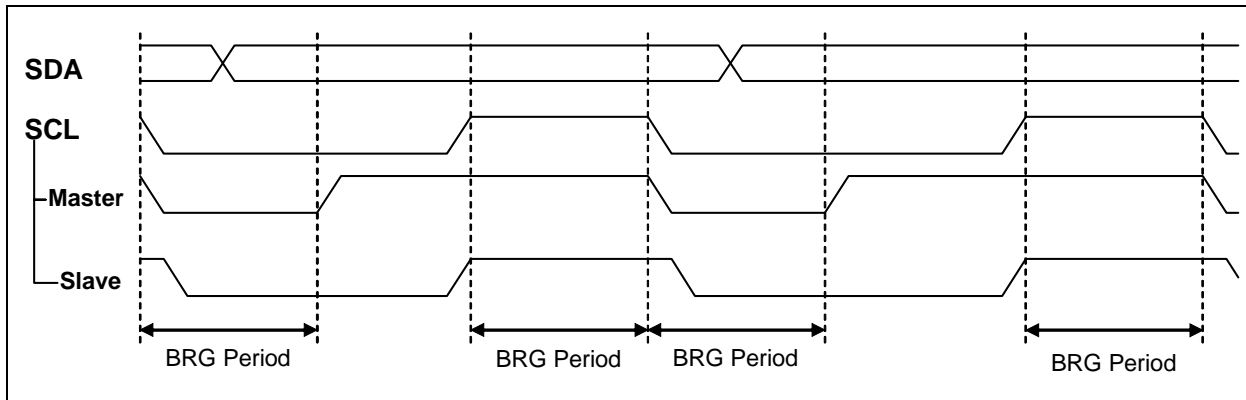 SDA
SCL
Master
Slave
BRG Period
BRG Period
BRG Period
BRG Period